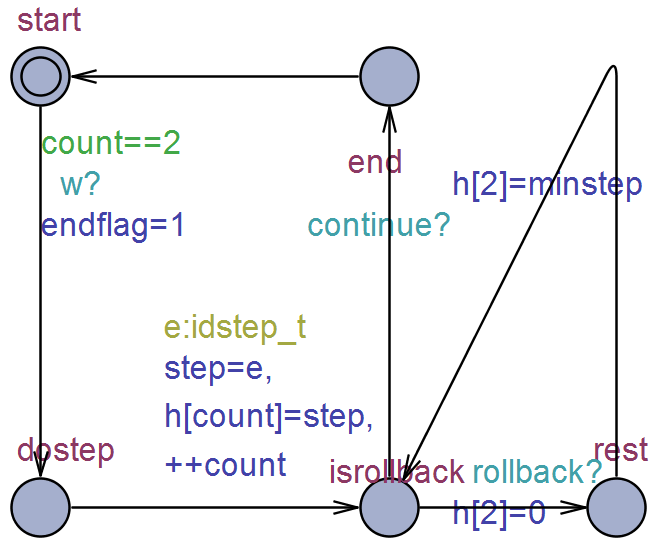 start
count==2
w?
endflag=1
end
continue?
h[2]=minstep
e:idstep_t
step=e,
h[count]=step,
++count
dostep
isrollback
rollback?
h[2]=0
rest